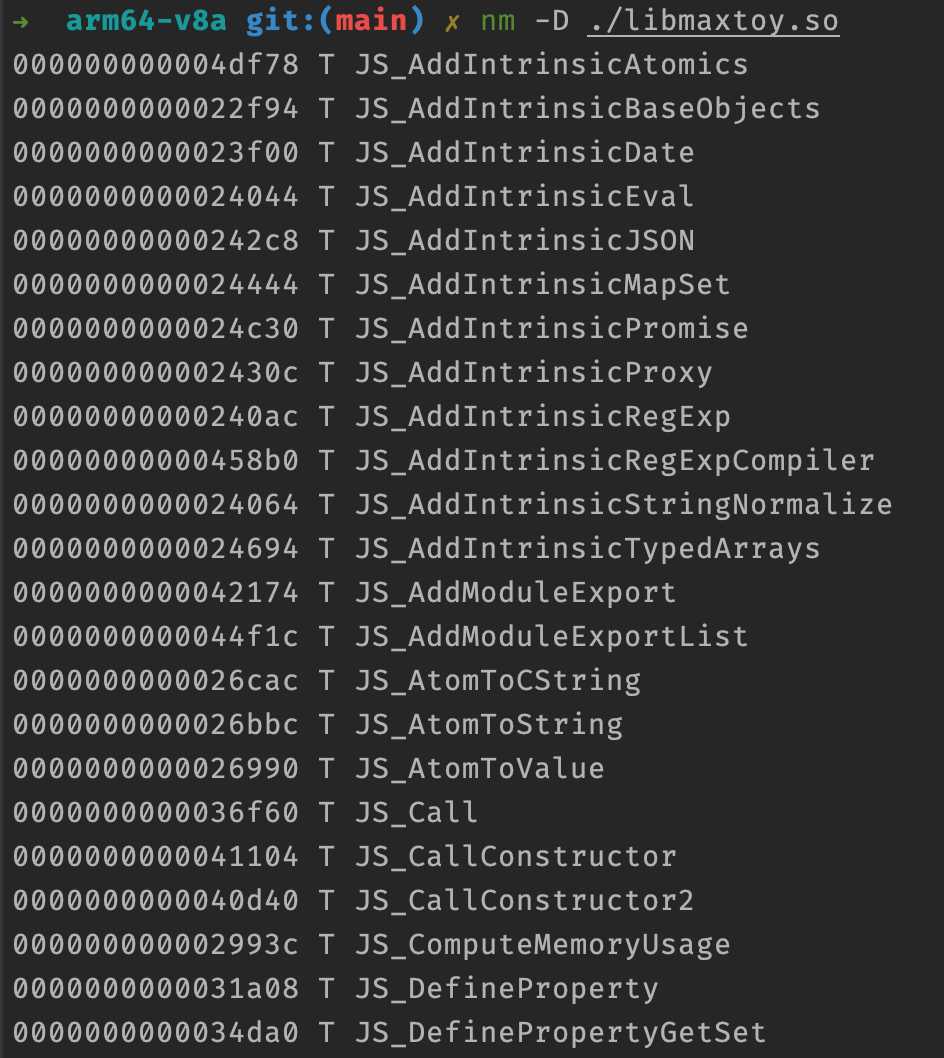 → arm64-v8a git:(main) ✗ nm -D ./libmaxtoy.so
000000000004df78 T JS_AddIntrinsicAtomics
0000000000022f94 T JS_AddIntrinsicBaseObjects
0000000000023f00 T JS_AddIntrinsicDate
0000000000024044 T JS_AddIntrinsicEval
00000000000242c8 T JS_AddIntrinsicJSON
0000000000024444 T JS_AddIntrinsicMapSet
0000000000024c30 T JS_AddIntrinsicPromise
000000000002430c T JS_AddIntrinsicProxy
00000000000240ac T JS_AddIntrinsicRegExp
00000000000458b0 T JS_AddIntrinsicRegExpCompiler
0000000000024064 T JS_AddIntrinsicStringNormalize
0000000000024694 T JS_AddIntrinsicTypedArrays
0000000000042174 T JS_AddModuleExport
0000000000044f1c T JS_AddModuleExportList
0000000000026cac T JS_AtomToCString
0000000000026bbc T JS_AtomToString
0000000000026990 T JS_AtomToValue
0000000000036f60 T JS_Call
0000000000041104 T JS_CallConstructor
0000000000040d40 T JS_CallConstructor2
000000000002993c T JS_ComputeMemoryUsage
0000000000031a08 T JS_DefineProperty
0000000000034da0 T JS_DefinePropertyGetSet